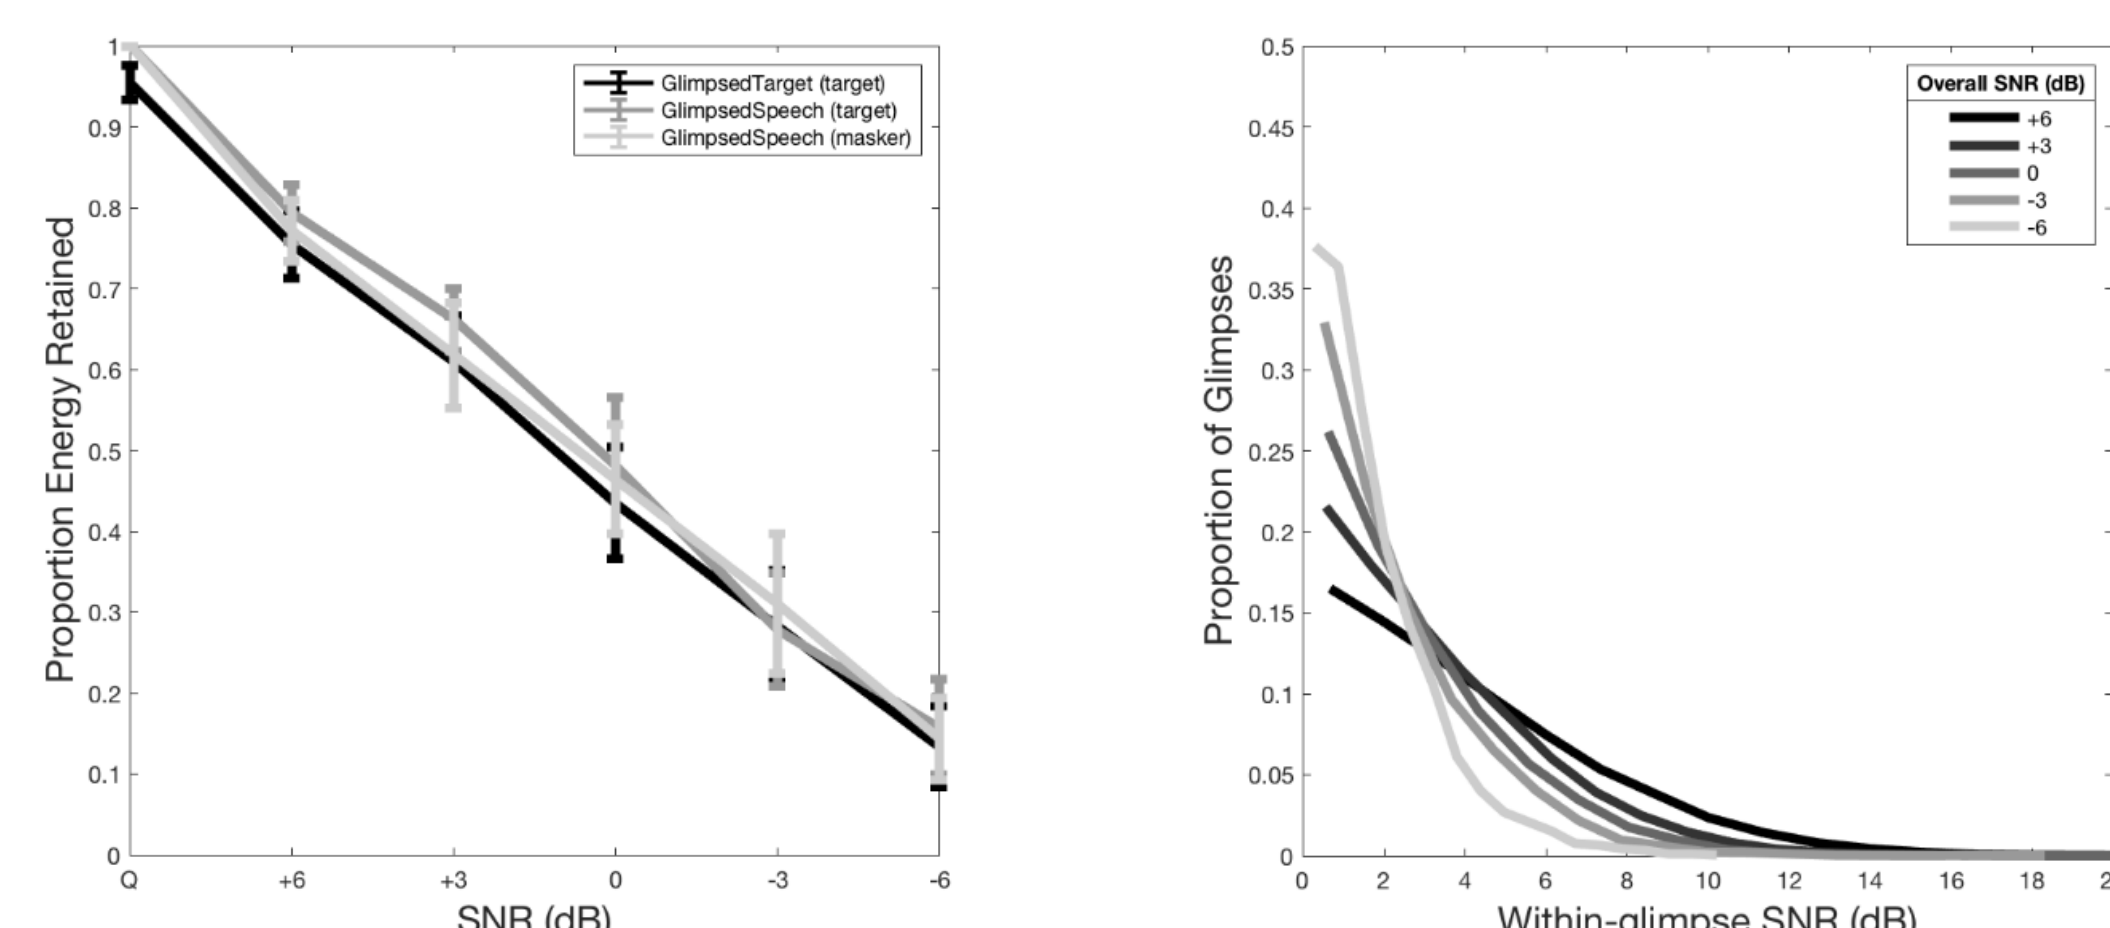 1
0.9
0.8
0.7
0.6
0.5
0.4
0.3
0.2
0.1
0
Proportion Energy Retained
GlimpsedTarget (target)
GlimpsedSpeech (target)
GlimpsedSpeech (masker)
Q +6 +3 0 -3 -6
SNR (dB)
0.5
0.45
0.4
0.35
0.3
0.25
0.2
0.15
0.1
0.05
0
Proportion of Glimpses
Overall SNR (dB)
+6
+3
0
-3
-6
0 2 4 6 8 10 12 14 16 18
Within-glimpse SNR (dB)